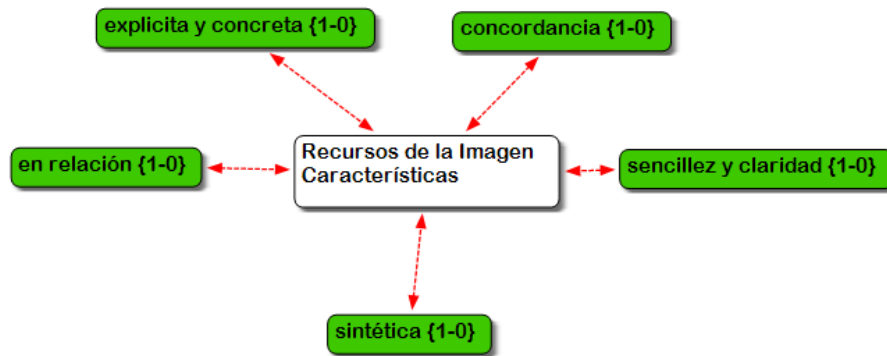 explicita y concreta {1-0}
concordancia {1-0}
en relación {1-0}
Recursos de la Imagen
Características
sencillez y claridad {1-0}
sintética {1-0}